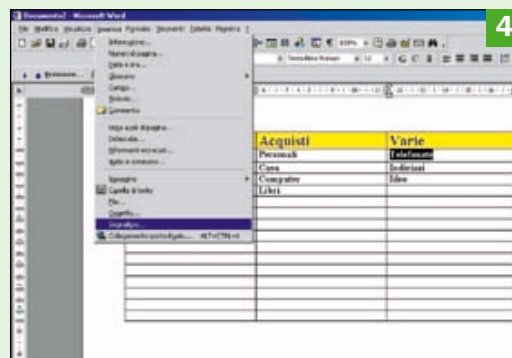 Documento2 - Microsoft Word
File Modifica Visualizza Inserisci Formato Strumenti Tabella Finestra ?
4
Interruzione...
Numeri di pagina...
Data e ora...
Glossario
Campo...
Simbolo...
Commento
Note a piè di pagina...
Didascalia...
Riferimenti incrociati...
Indici e sommario...
Immagine
Casella di testo
File...
Oggetto...
Segnalibro...
Collegamento ipertestuale... ALT+CTRL+K
Acquisti Varie
Personali Telefonate
Casa Indirizzi
Computer Idee
Libri